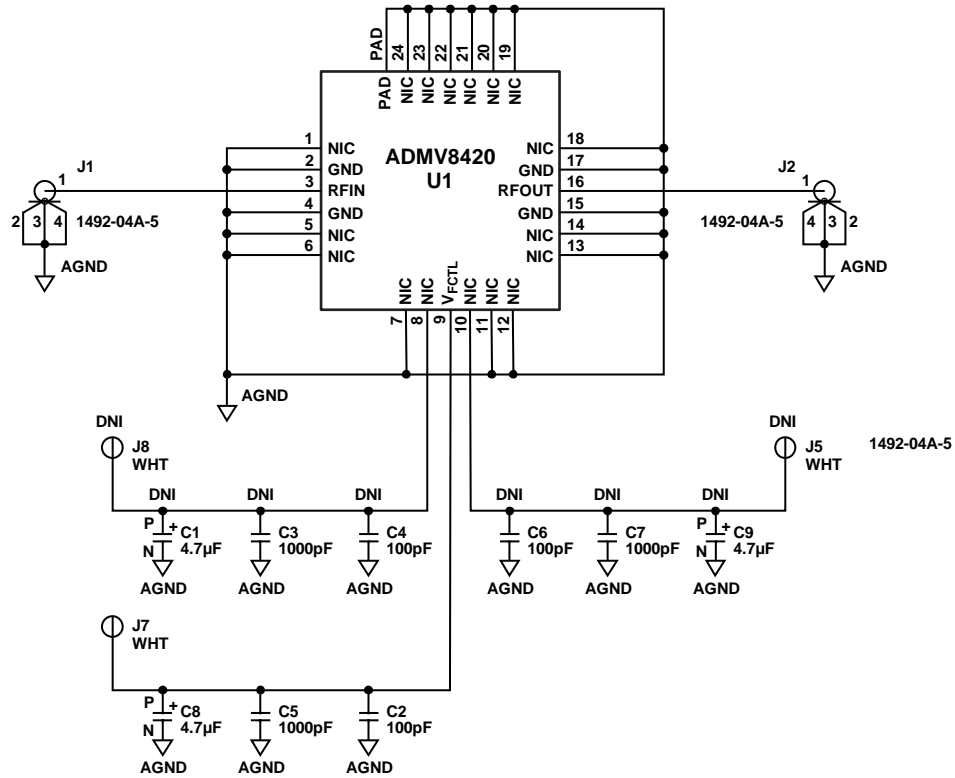 PAD
24
23
22
21
20
19
PAD
NIC
NIC
NIC
NIC
NIC
NIC
ADMV8420
U1
1 NIC
2 GND
3 RFIN
4 GND
5 NIC
6 NIC
NIC 18
GND 17
RFOUT 16
GND 15
NIC 14
NIC 13
J1
1
2 3 4
1492-04A-5
AGND
J2
1
1492-04A-5
4 3 2
AGND
NIC
NIC
VFCTL
NIC
NIC
NIC
7
8
9
10
11
12
AGND
DNI
J8
WHT
DNI
DNI
DNI
P +
N
C1
4.7µF
C3
1000pF
C4
100pF
AGND
AGND
AGND
DNI
J5
WHT
1492-04A-5
DNI
DNI
DNI
C6
100pF
C7
1000pF
P +
N
C9
4.7µF
AGND
AGND
AGND
J7
WHT
P +
N
C8
4.7µF
C5
1000pF
C2
100pF
AGND
AGND
AGND